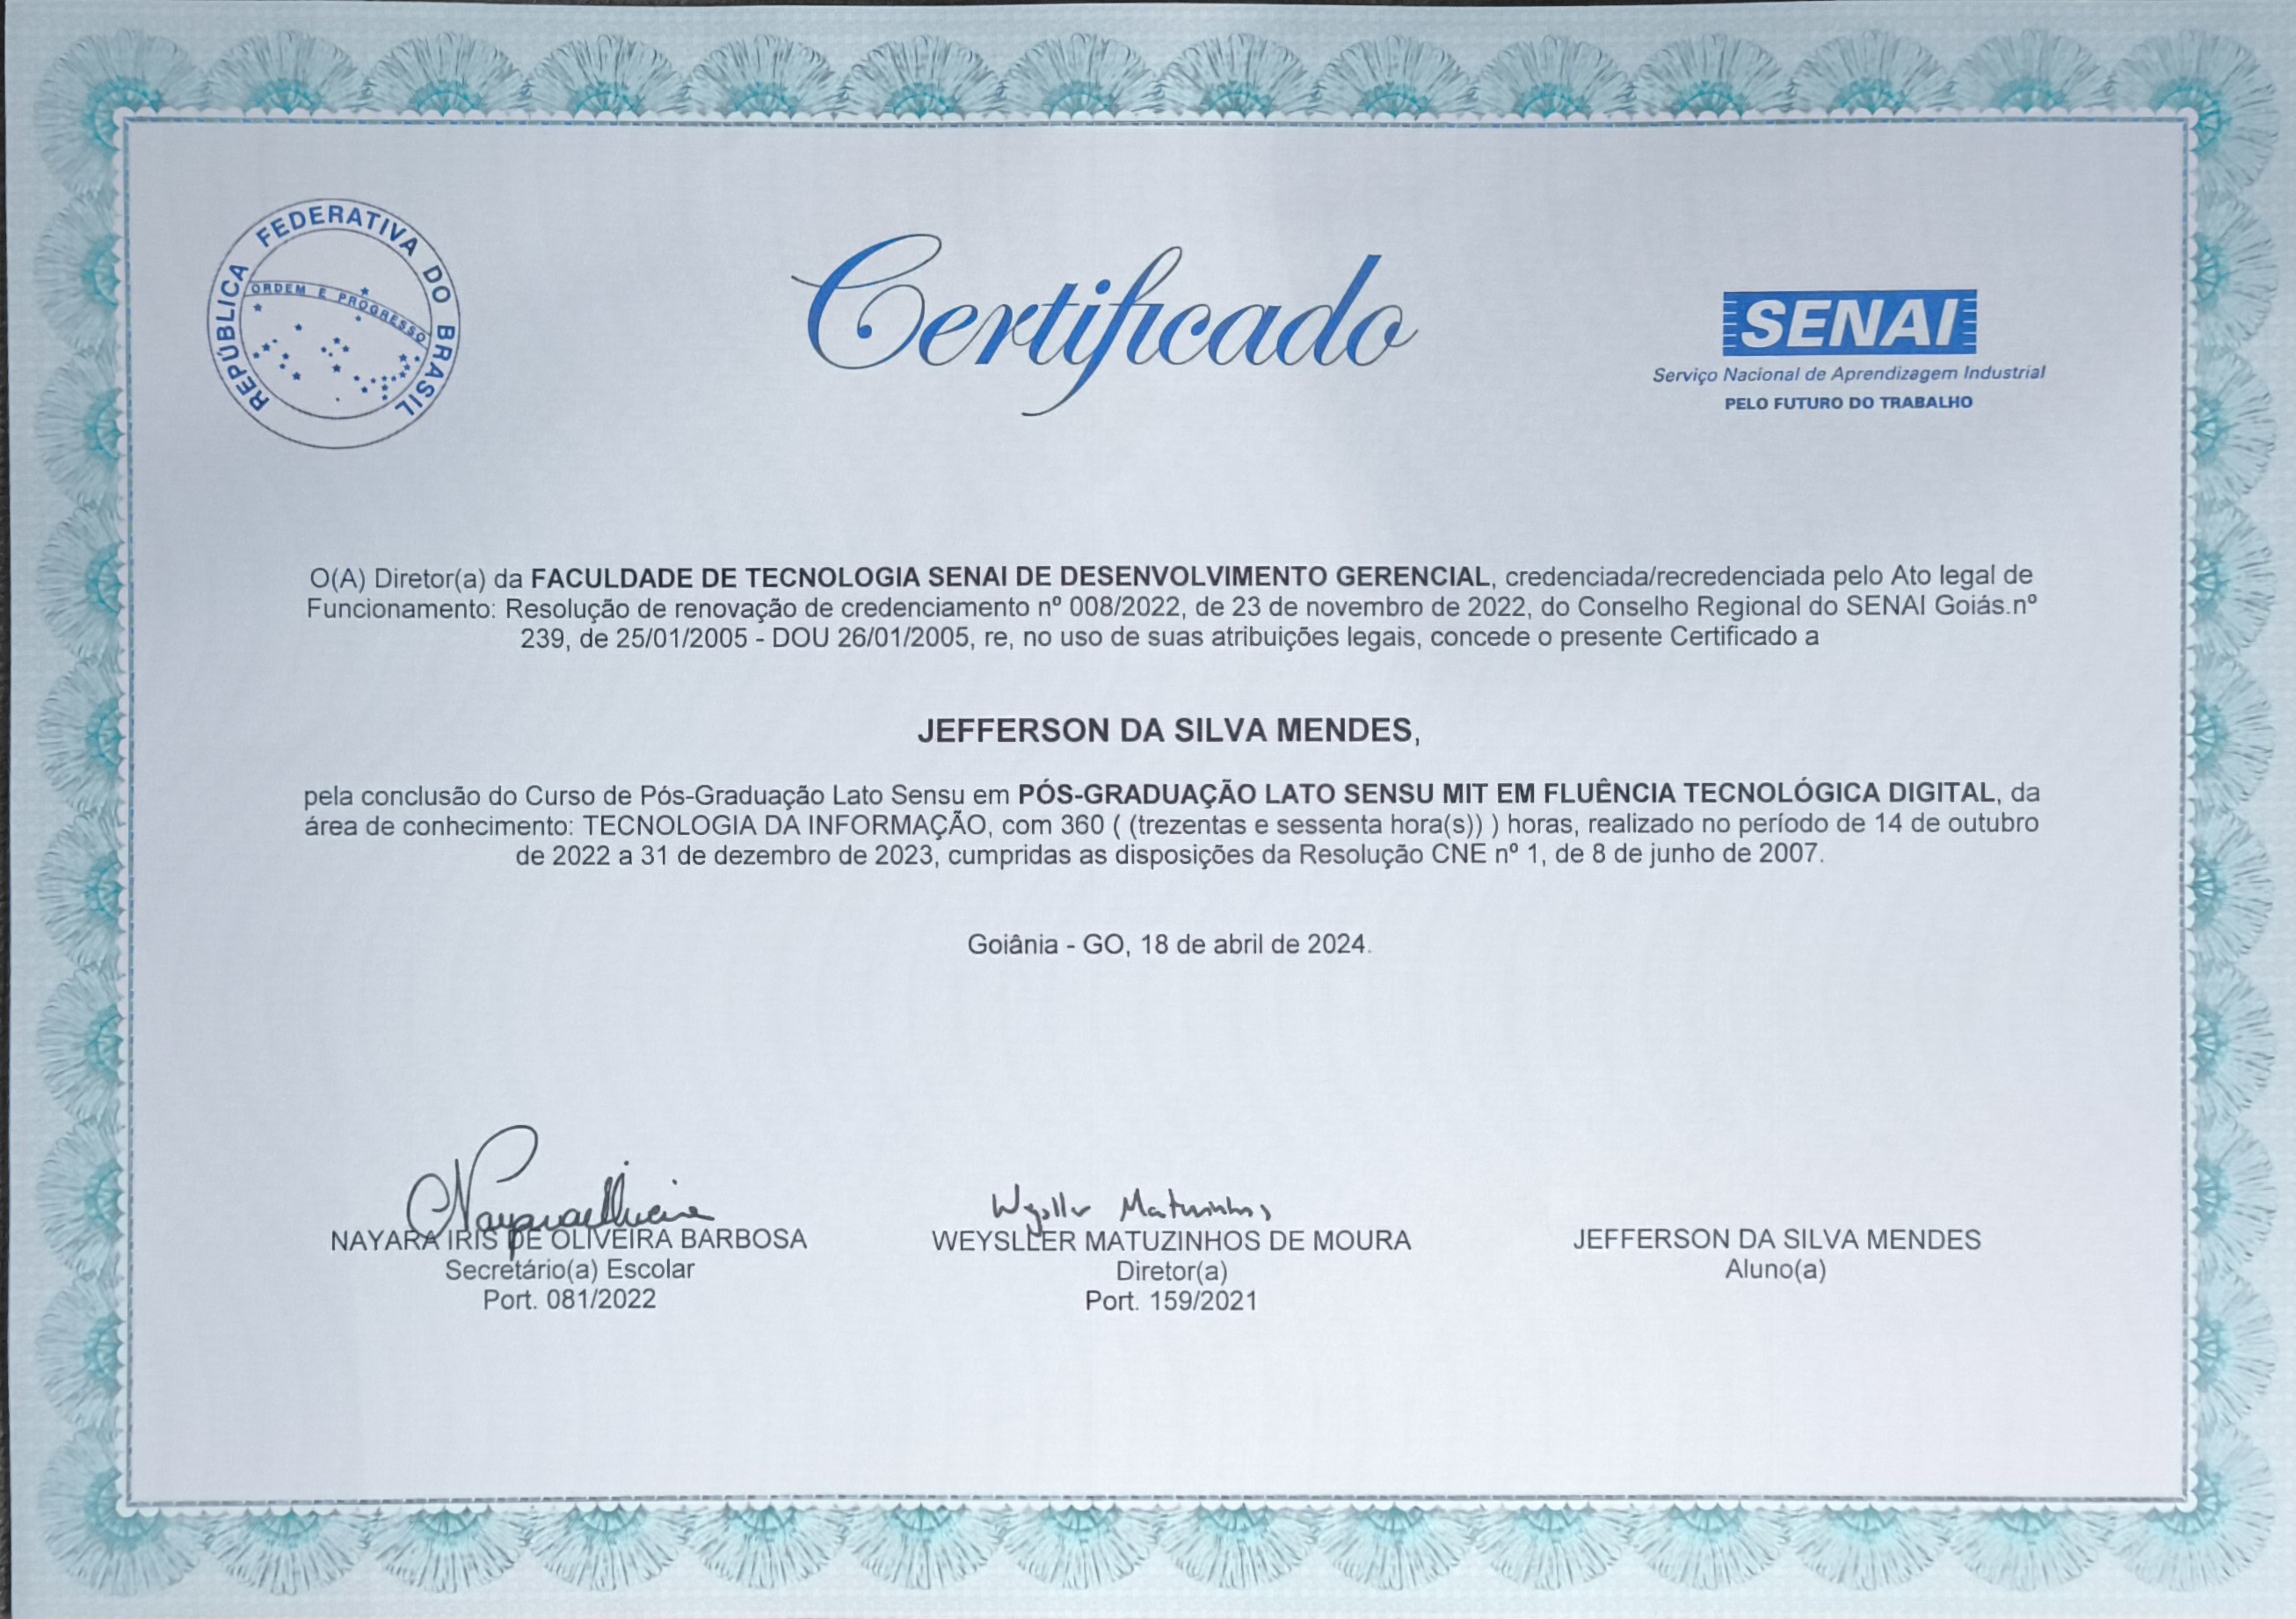 REPÚBLICA FEDERATIVA DO BRASIL
ORDEM E PROGRESSO
Certificado
SENAI
Serviço Nacional de Aprendizagem Industrial
PELO FUTURO DO TRABALHO
O(A) Diretor(a) da FACULDADE DE TECNOLOGIA SENAI DE DESENVOLVIMENTO GERENCIAL, credenciada/recredenciada pelo Ato legal de
Funcionamento: Resolução de renovação de credenciamento nº 008/2022, de 23 de novembro de 2022, do Conselho Regional do SENAI Goiás.nº
239, de 25/01/2005 - DOU 26/01/2005, re, no uso de suas atribuições legais, concede o presente Certificado a
JEFFERSON DA SILVA MENDES,
pela conclusão do Curso de Pós-Graduação Lato Sensu em PÓS-GRADUAÇÃO LATO SENSU MIT EM FLUÊNCIA TECNOLÓGICA DIGITAL, da
área de conhecimento: TECNOLOGIA DA INFORMAÇÃO, com 360 ( (trezentas e sessenta hora(s)) ) horas, realizado no período de 14 de outubro
de 2022 a 31 de dezembro de 2023, cumpridas as disposições da Resolução CNE nº 1, de 8 de junho de 2007.
Goiânia - GO, 18 de abril de 2024.
NAYARA IRIS DE OLIVEIRA BARBOSA
Secretário(a) Escolar
Port. 081/2022
WEYSLLER MATUZINHOS DE MOURA
Diretor(a)
Port. 159/2021
JEFFERSON DA SILVA MENDES
Aluno(a)